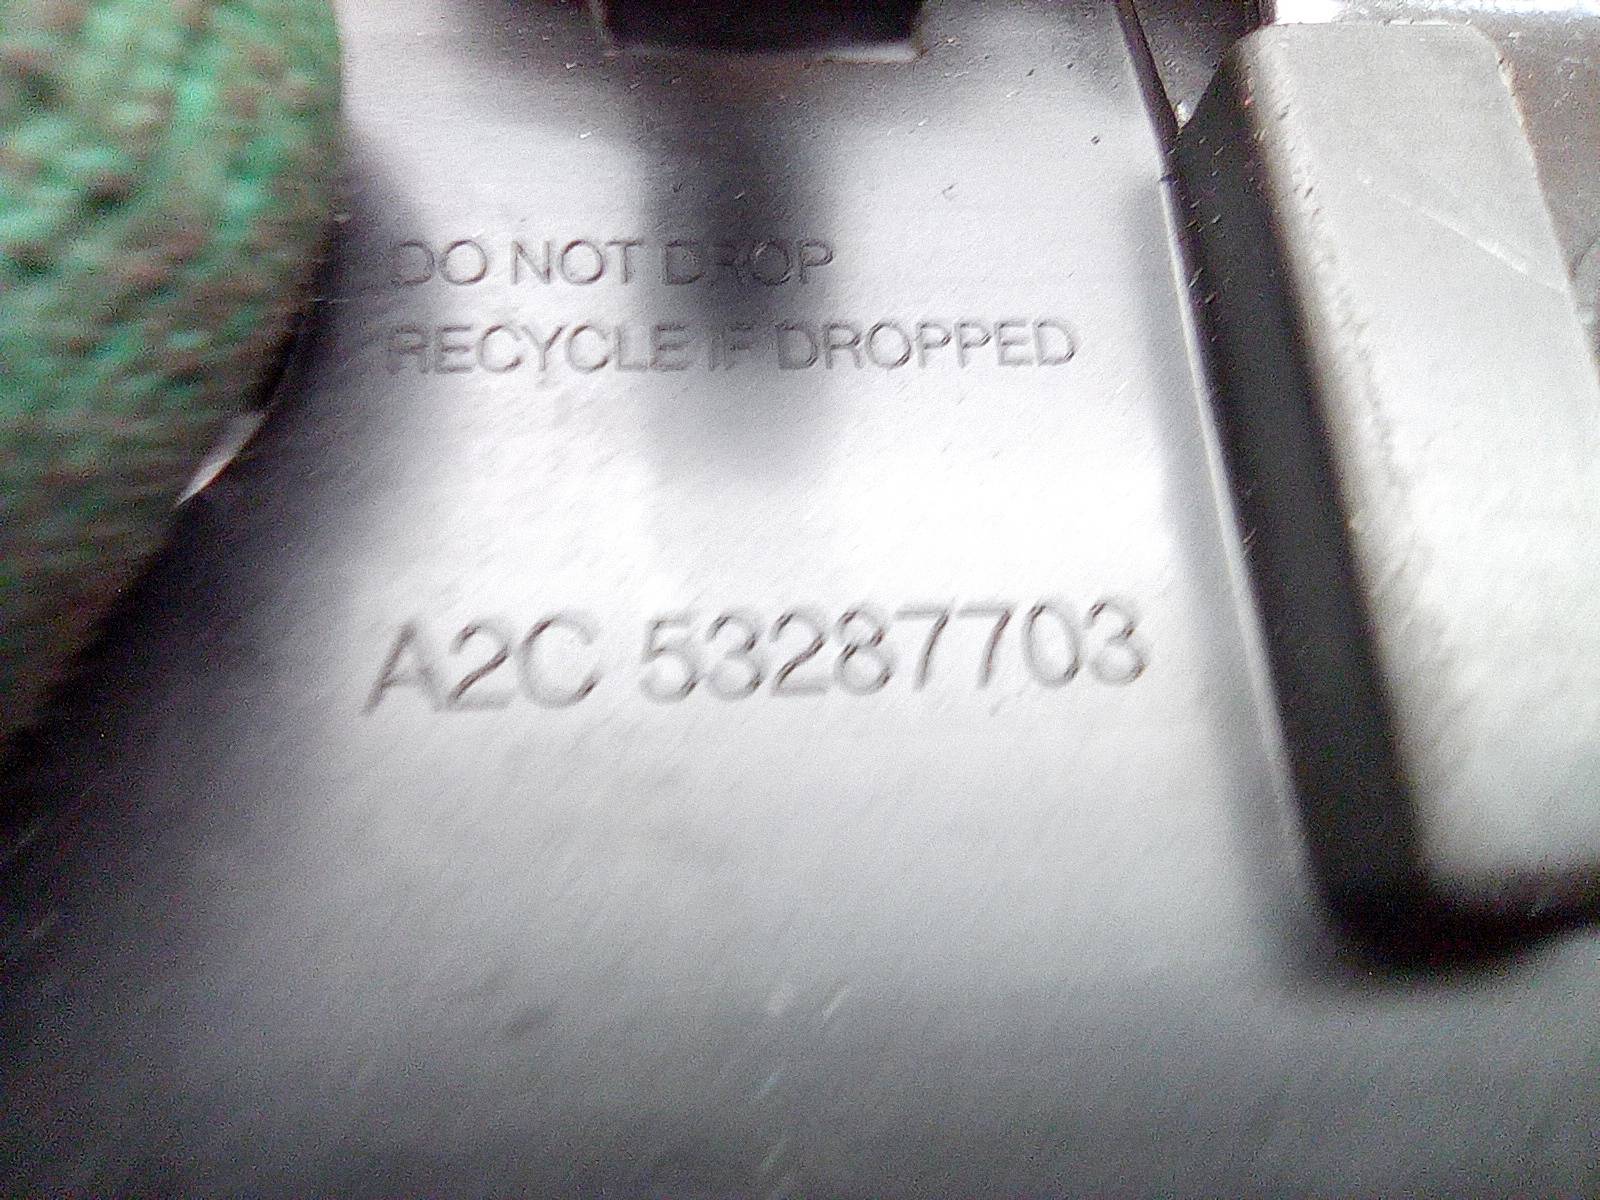 DO NOT DROP
RECYCLE IF DROPPED
A2C 53287703